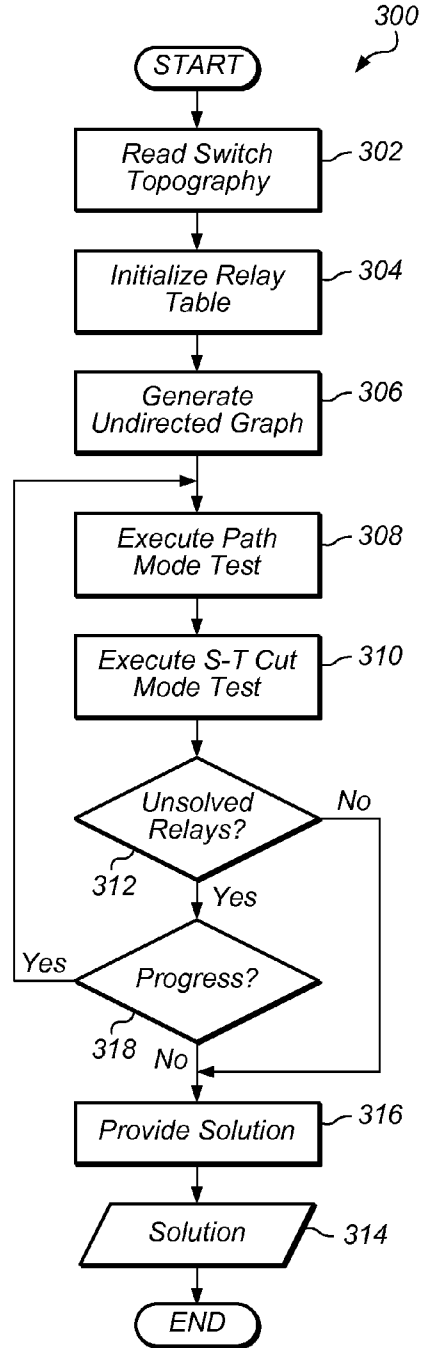 300
START
Read Switch
Topography
302
Initialize Relay
Table
304
Generate
Undirected Graph
306
Execute Path
Mode Test
308
Execute S-T Cut
Mode Test
310
Unsolved
Relays?
No
312
Yes
Yes
Progress?
318
No
Provide Solution
316
Solution
314
END